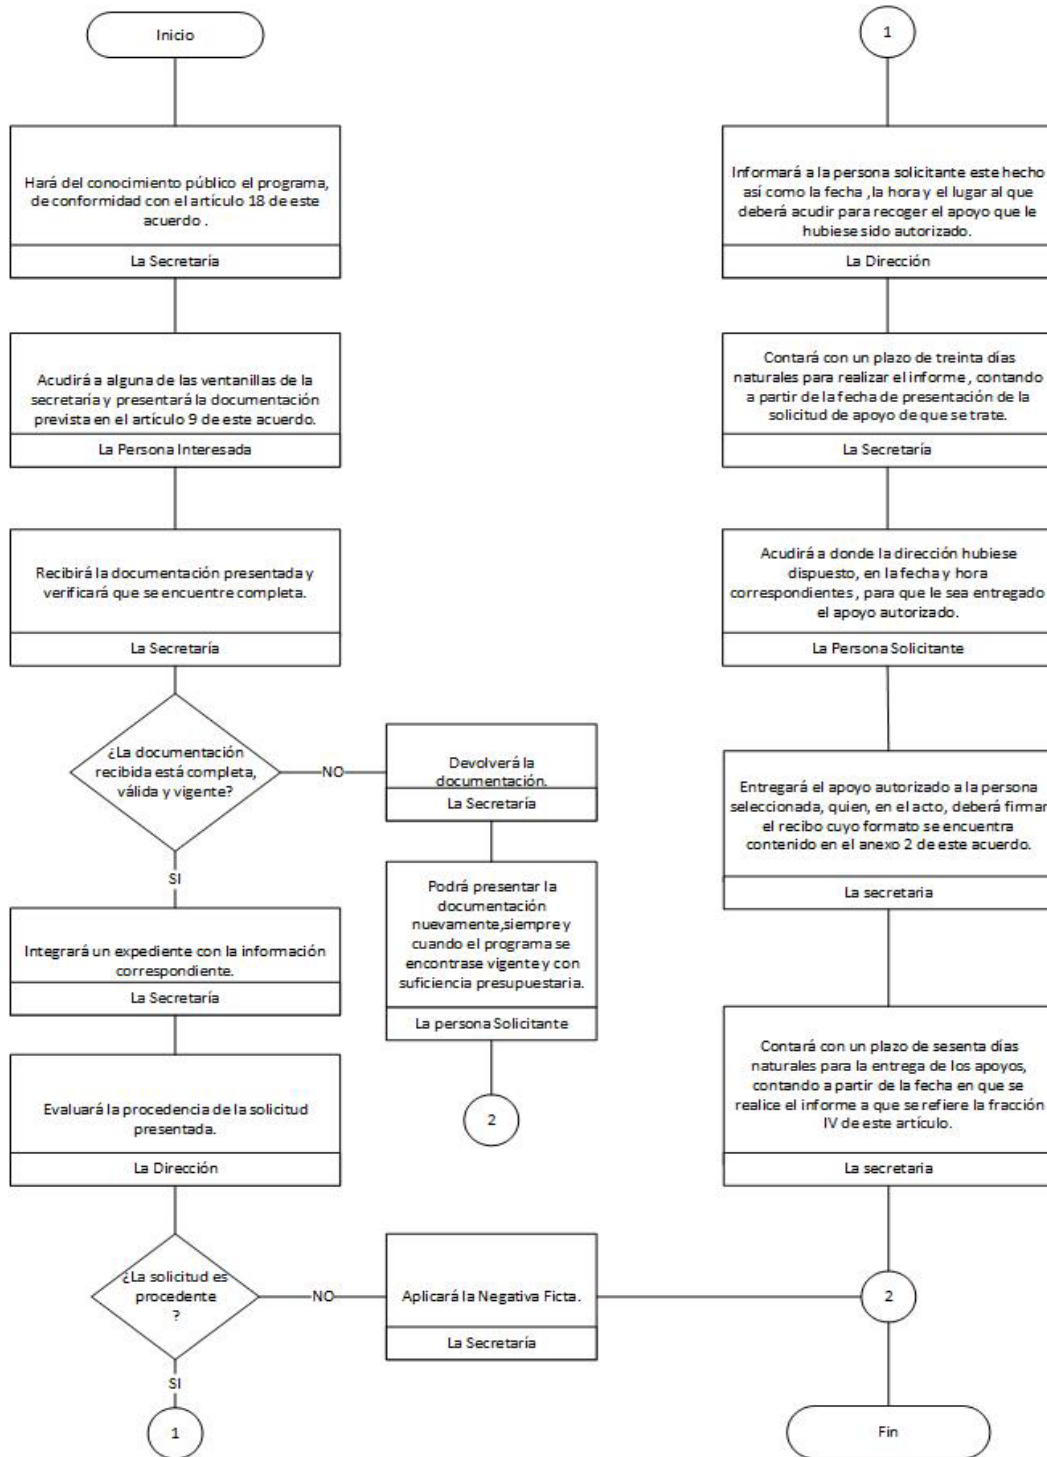 Inicio
Hará del conocimiento público el programa,
de conformidad con el artículo 18 de este
acuerdo .
La Secretaría
Acudirá a alguna de las ventanillas de la
secretaría y presentará la documentación
prevista en el artículo 9 de este acuerdo.
La Persona Interesada
Recibirá la documentación presentada y
verificará que se encuentre completa.
La Secretaría
¿La documentación
recibida está completa,
válida y vigente?
NO
Devolverá la
documentación.
La Secretaría
Podrá presentar la
documentación
nuevamente,siempre y
cuando el programa se
encontrase vigente y con
suficiencia presupuestaria.
La persona Solicitante
2
SI
Integrará un expediente con la información
correspondiente.
La Secretaría
Evaluará la procedencia de la solicitud
presentada.
La Dirección
¿La solicitud es
procedente
?
NO
Aplicará la Negativa Ficta.
La Secretaría
SI
1
1
Informará a la persona solicitante este hecho
así como la fecha ,la hora y el lugar al que
deberá acudir para recoger el apoyo que le
hubiese sido autorizado.
La Dirección
Contará con un plazo de treinta días
naturales para realizar el informe , contando
a partir de la fecha de presentación de la
solicitud de apoyo de que se trate.
La Secretaría
Acudirá a donde la dirección hubiese
dispuesto, en la fecha y hora
correspondientes , para que le sea entregado
el apoyo autorizado.
La Persona Solicitante
Entregará el apoyo autorizado a la persona
seleccionada, quien, en el acto, deberá firmar
el recibo cuyo formato se encuentra
contenido en el anexo 2 de este acuerdo.
La secretaria
Contará con un plazo de sesenta días
naturales para la entrega de los apoyos,
contando a partir de la fecha en que se
realice el informe a que se refiere la fracción
IV de este artículo.
La secretaria
2
Fin